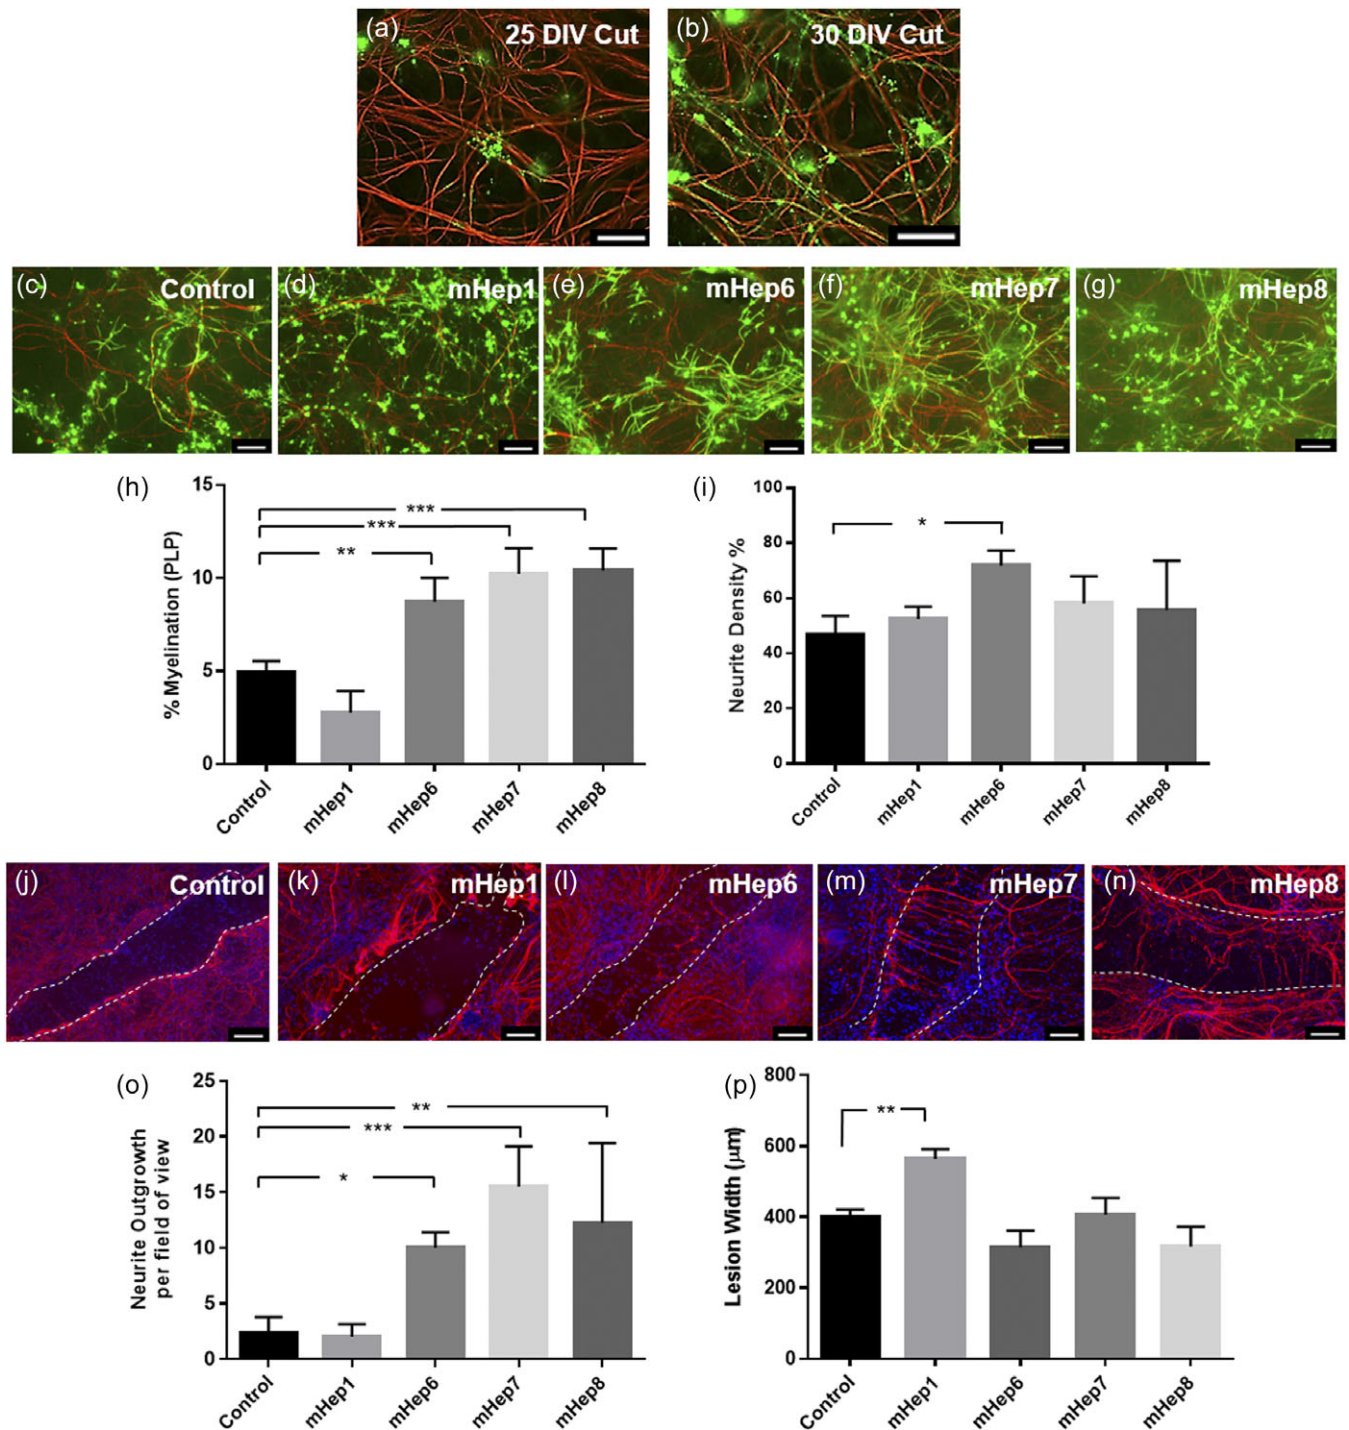 (a) 25 DIV Cut
(b) 30 DIV Cut
(c) Control
(d) mHep1
(e) mHep6
(f) mHep7
(g) mHep8
(h)
% Myelination (PLP)
15
10
5
0
***
***
**
Control
mHep1
mHep6
mHep7
mHep8
(i)
Neurite Density %
100
80
60
40
20
0
*
Control
mHep1
mHep6
mHep7
mHep8
(j) Control
(k) mHep1
(l) mHep6
(m) mHep7
(n) mHep8
(o)
Neurite Outgrowth
per field of view
25
20
15
10
5
0
**
***
*
Control
mHep1
mHep6
mHep7
mHep8
(p)
Lesion Width (μm)
800
600
400
200
0
**
Control
mHep1
mHep6
mHep7
mHep8